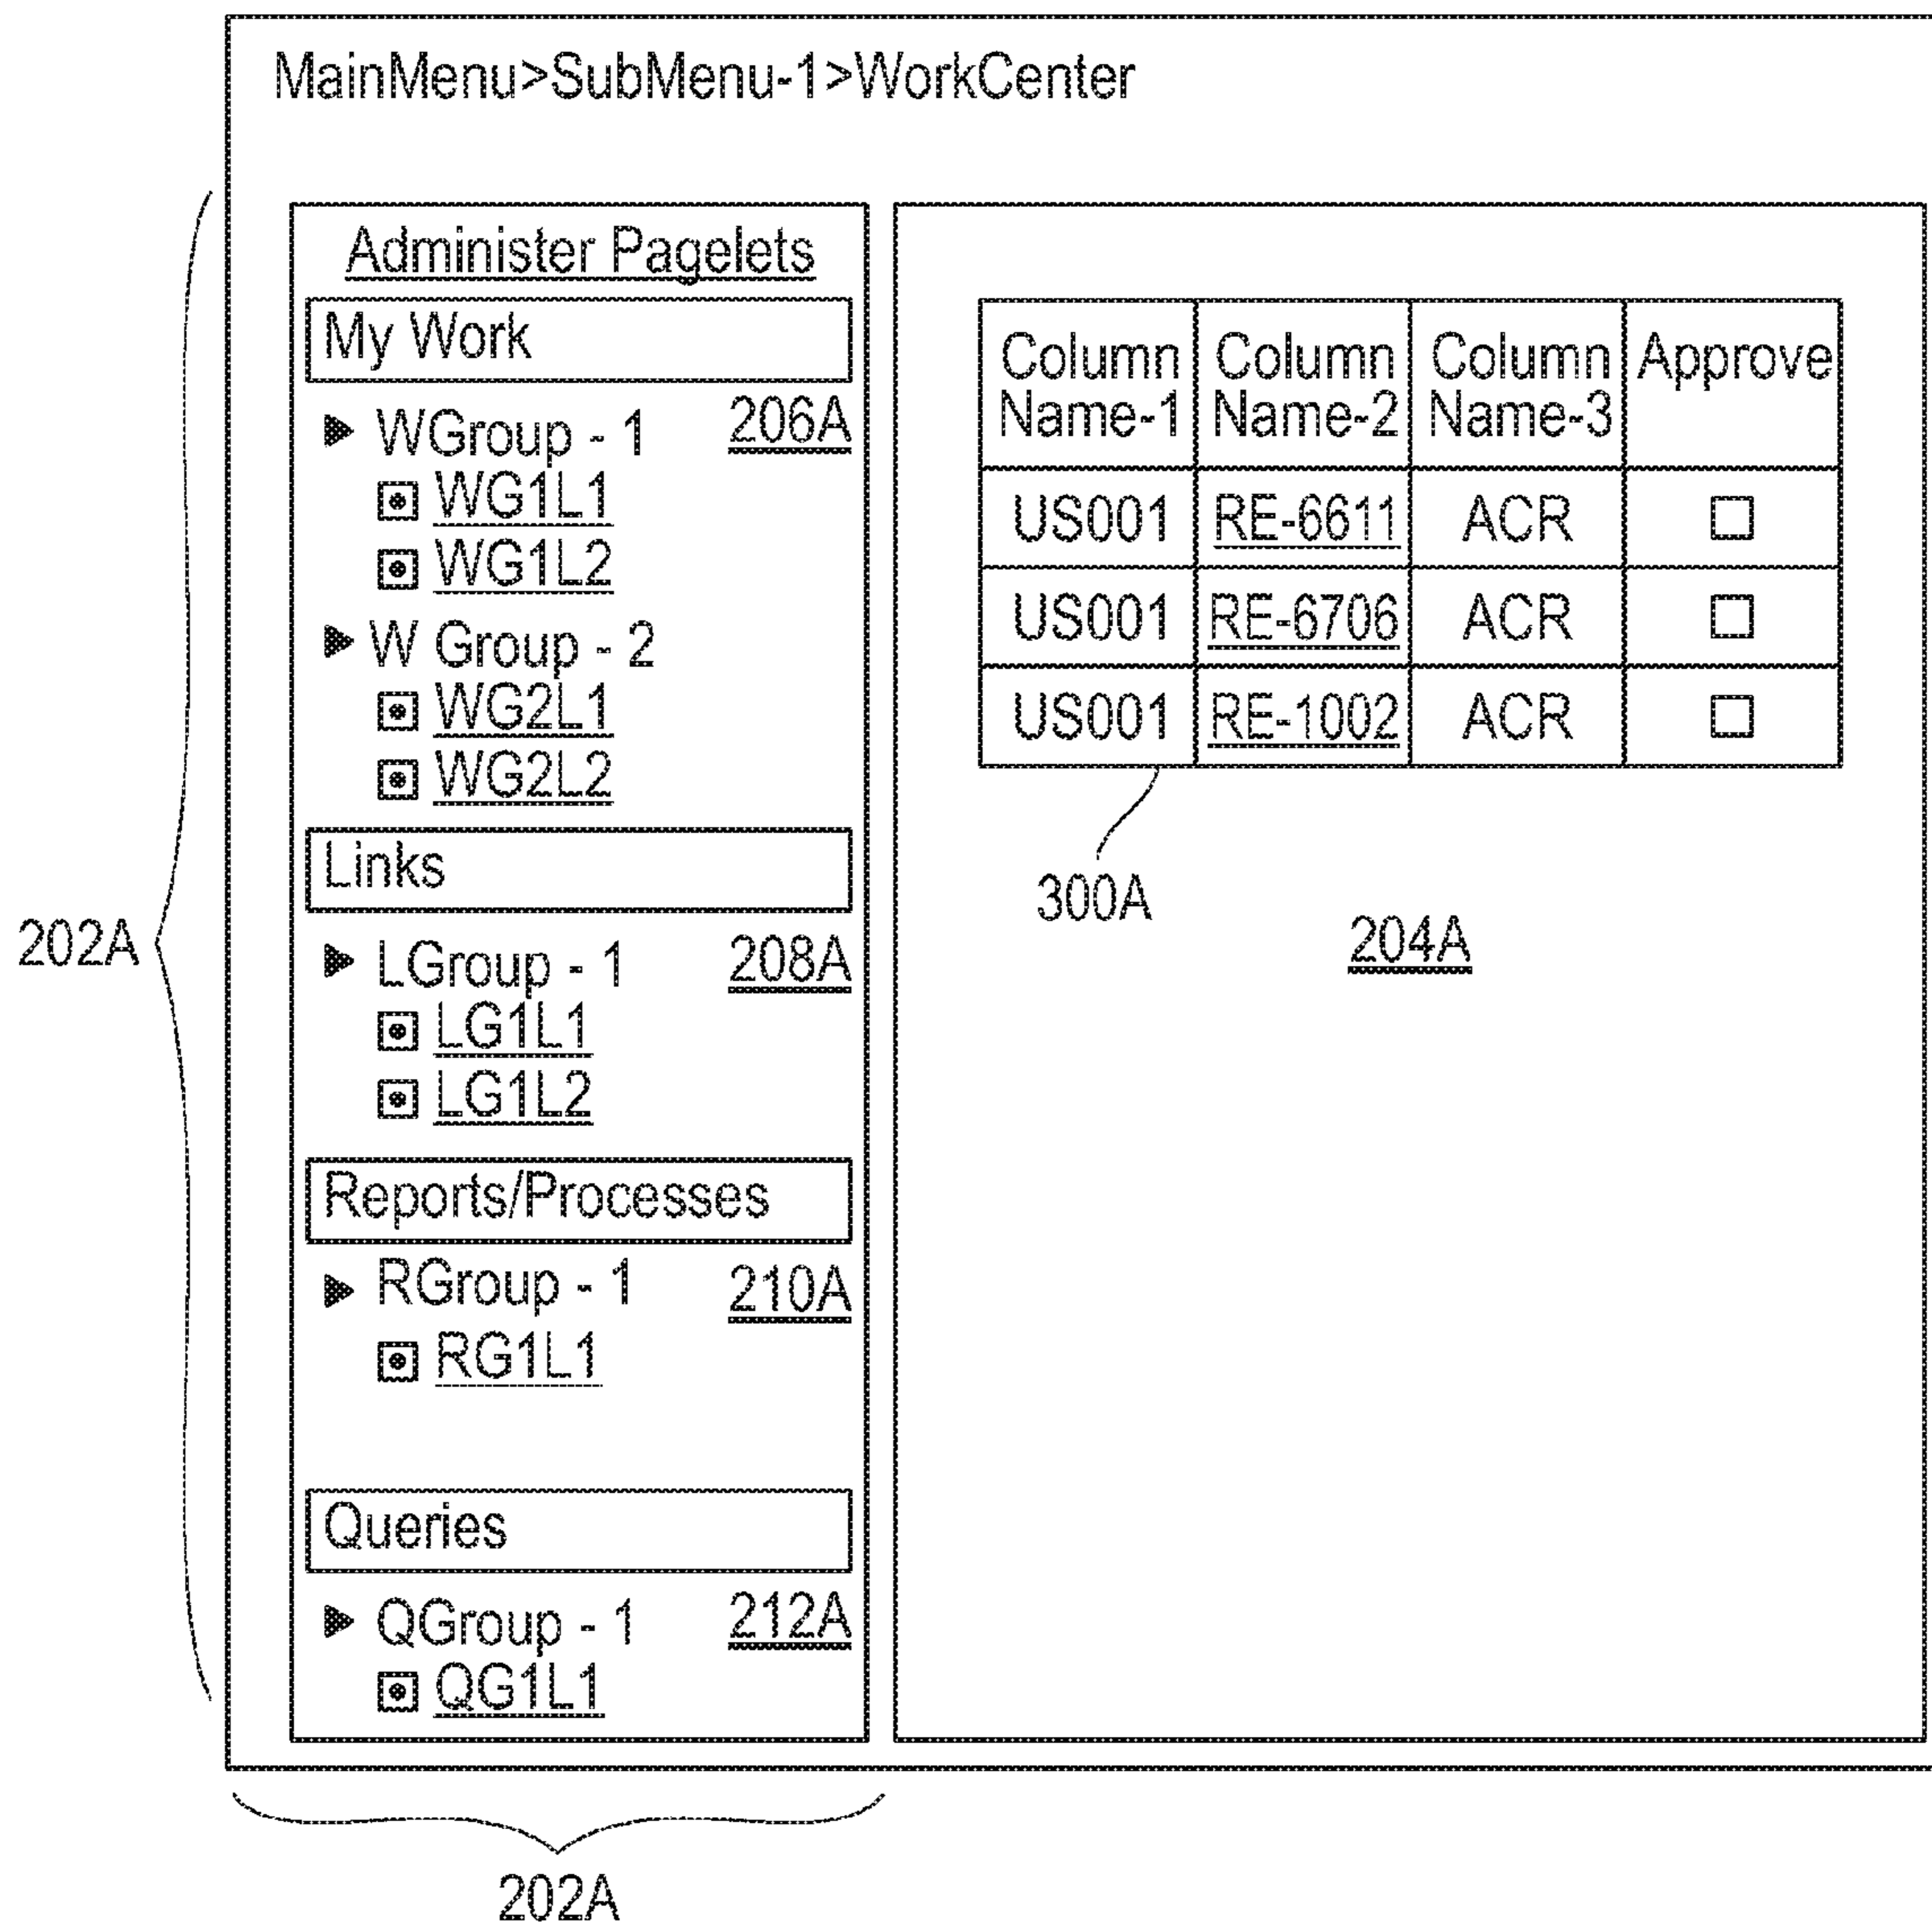 MainMenu>SubMenu-1>WorkCenter
Administer Pagelets
My Work
WGroup - 1 206A
WG1L1
WG1L2
W Group - 2
WG2L1
WG2L2
Links
LGroup - 1 208A
LG1L1
LG1L2
Reports/Processes
RGroup - 1 210A
RG1L1
Queries
QGroup - 1 212A
QG1L1
202A
202A
Column Name-1 Column Name-2 Column Name-3 Approve
US001 RE-6611 ACR
US001 RE-6706 ACR
US001 RE-1002 ACR
300A
204A